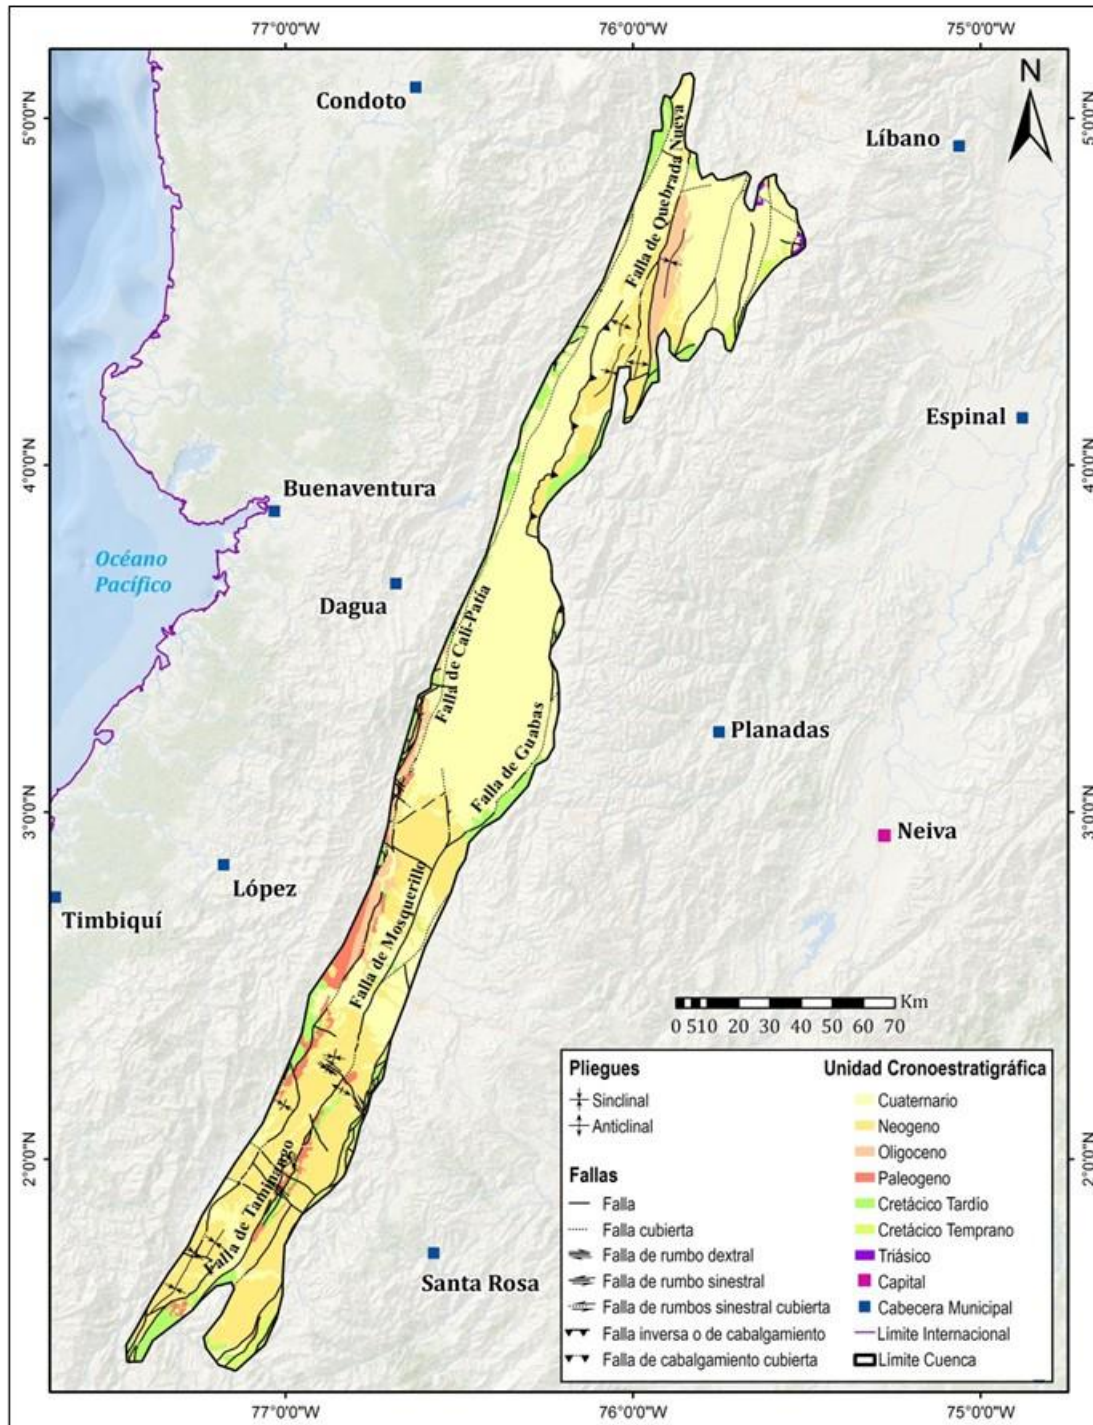 77°0'0"W 76°0'0"W 75°0'0"W
N
5°0'0"N
5°0'0"N
Condoto
Líbano
Falla de Quebrada Nueva
Espinal
4°0'0"N
4°0'0"N
Buenaventura
Océano
Pacífico
Dagua
Falla de Cali-Patía
Planadas
Falla de Guabas
3°0'0"N
3°0'0"N
Neiva
López
Timbiquí
Falla de Mosquerillo
Km
0 5 10 20 30 40 50 60 70
Pliegues
Sinclinal
Anticlinal
Fallas
Falla
Falla cubierta
Falla de rumbo dextral
Falla de rumbo sinestral
Falla de rumbos sinestral cubierta
Falla inversa o de cabalgamiento
Falla de cabalgamiento cubierta
Unidad Cronoestratigráfica
Cuaternario
Neogeno
Oligoceno
Paleogeno
Cretácico Tardío
Cretácico Temprano
Triásico
Capital
Cabecera Municipal
Límite Internacional
Límite Cuenca
2°0'0"N
2°0'0"N
Falla de Taminango
Santa Rosa
77°0'0"W 76°0'0"W 75°0'0"W